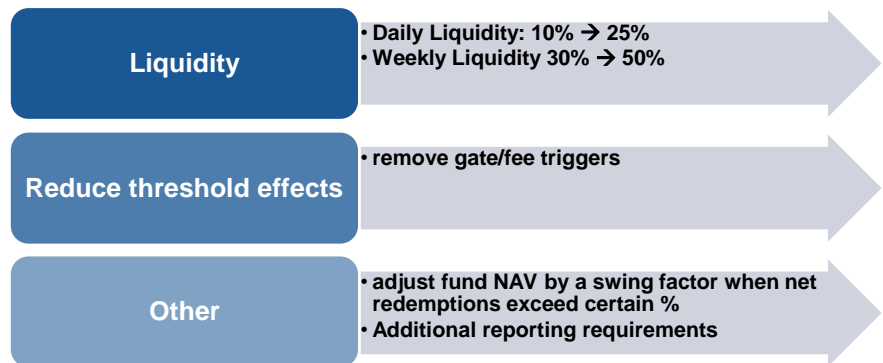 Liquidity
• Daily Liquidity: 10% → 25%
• Weekly Liquidity 30% → 50%
Reduce threshold effects
• remove gate/fee triggers
Other
• adjust fund NAV by a swing factor when net
redemptions exceed certain %
• Additional reporting requirements